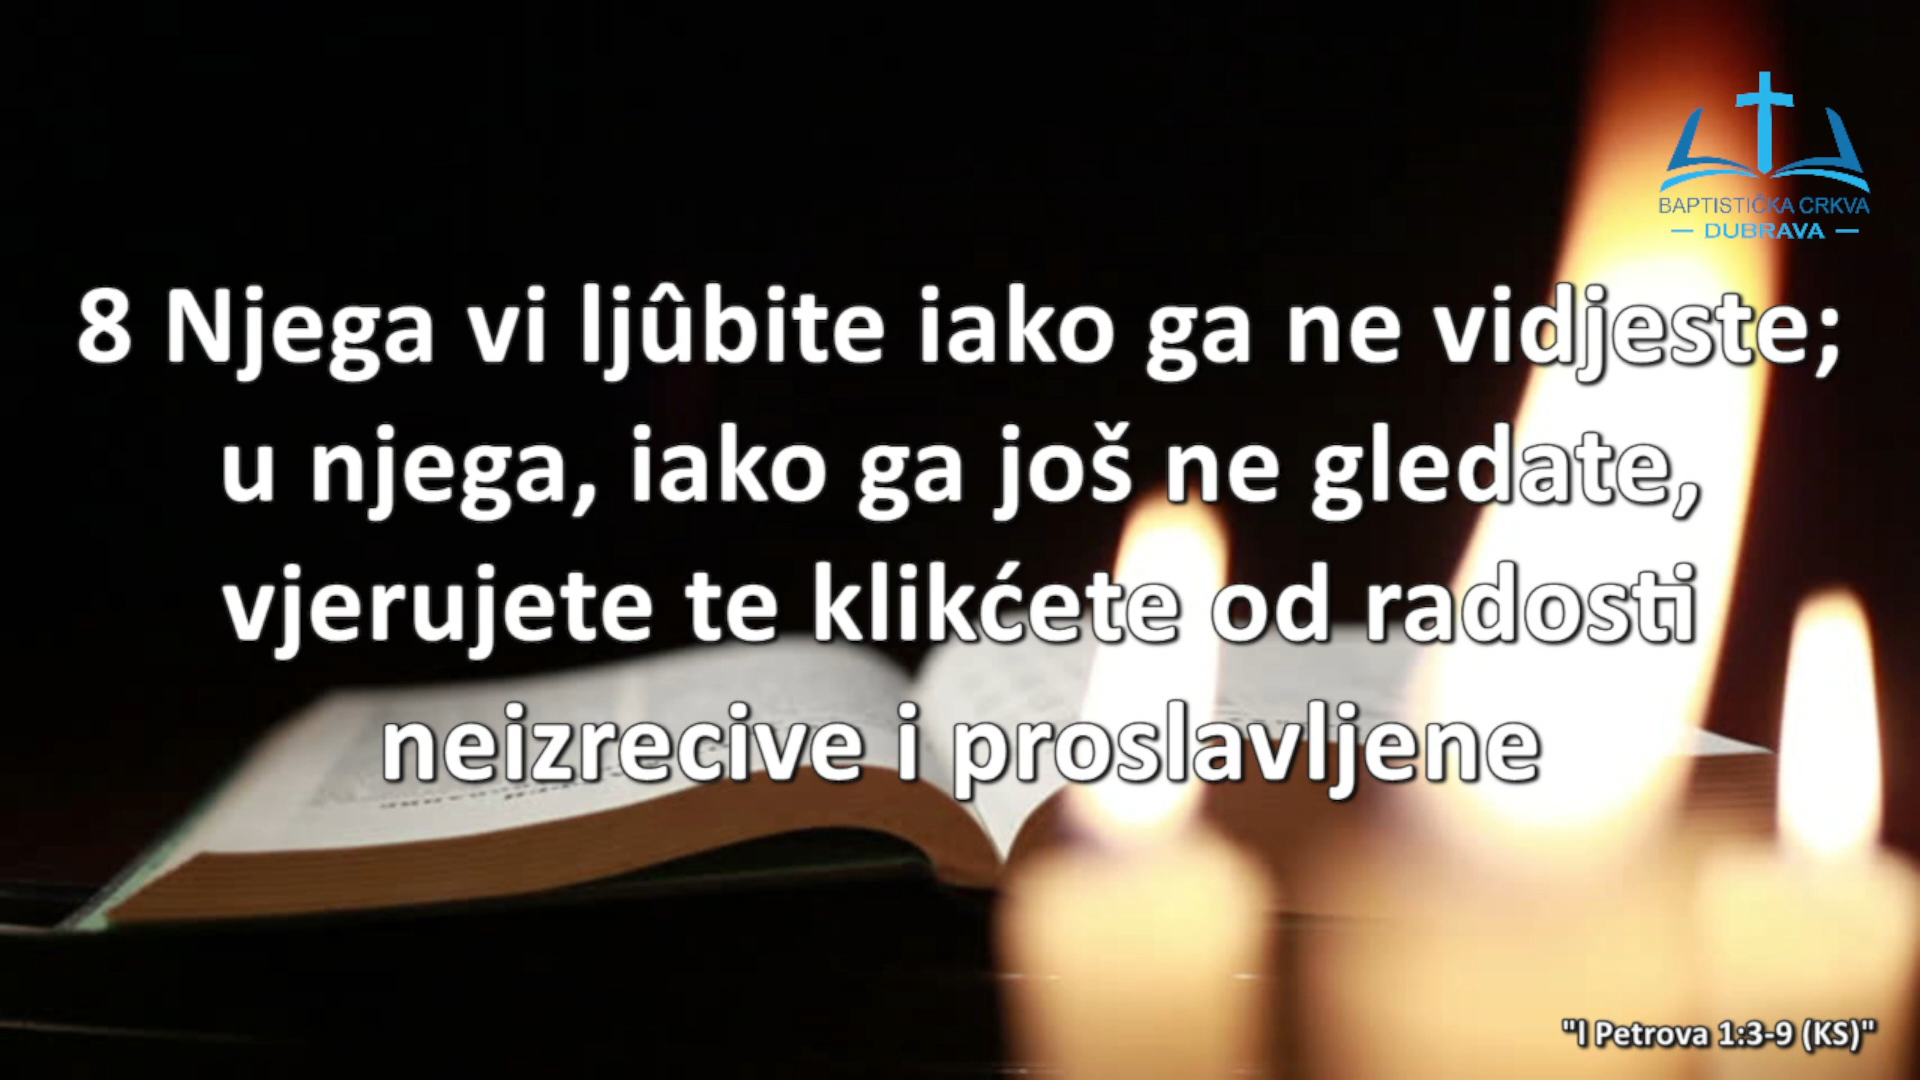 BAPTISTIČKA CRKVA
— DUBRAVA —
8 Njega vi ljûbite iako ga ne vidjeste;
u njega, iako ga još ne gledate,
vjerujete te klikćete od radosti
neizrecive i proslavljene
"I Petrova 1:3-9 (KS)"